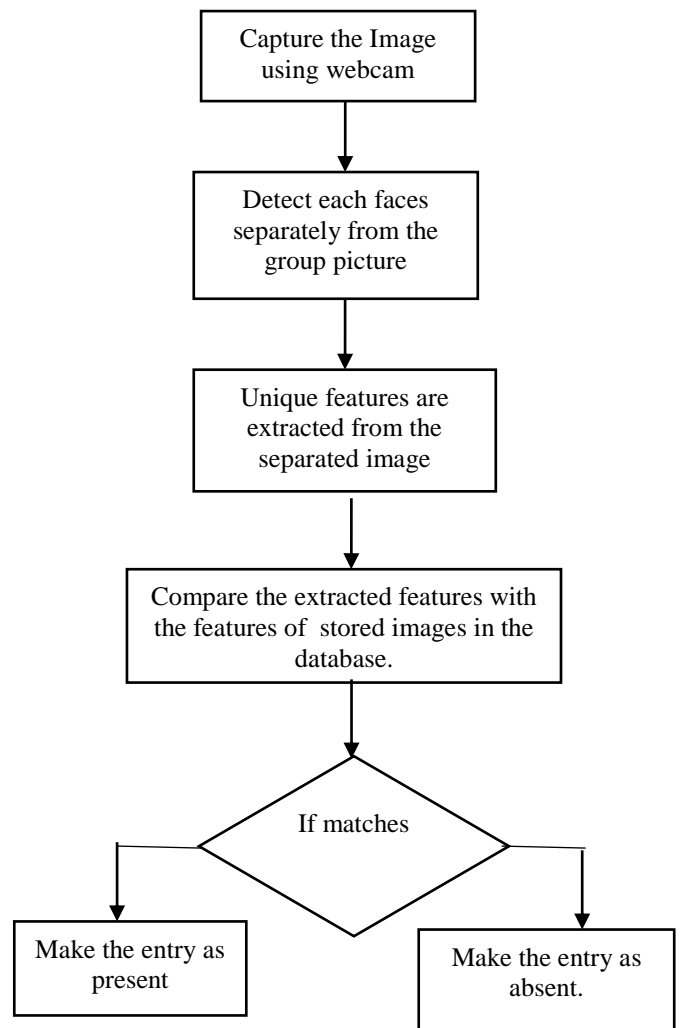 Capture the Image
using webcam
Detect each faces
separately from the
group picture
Unique features are
extracted from the
separated image
Compare the extracted features with
the features of  stored images in the
database.
If matches
Make the entry as
present
Make the entry as
absent.